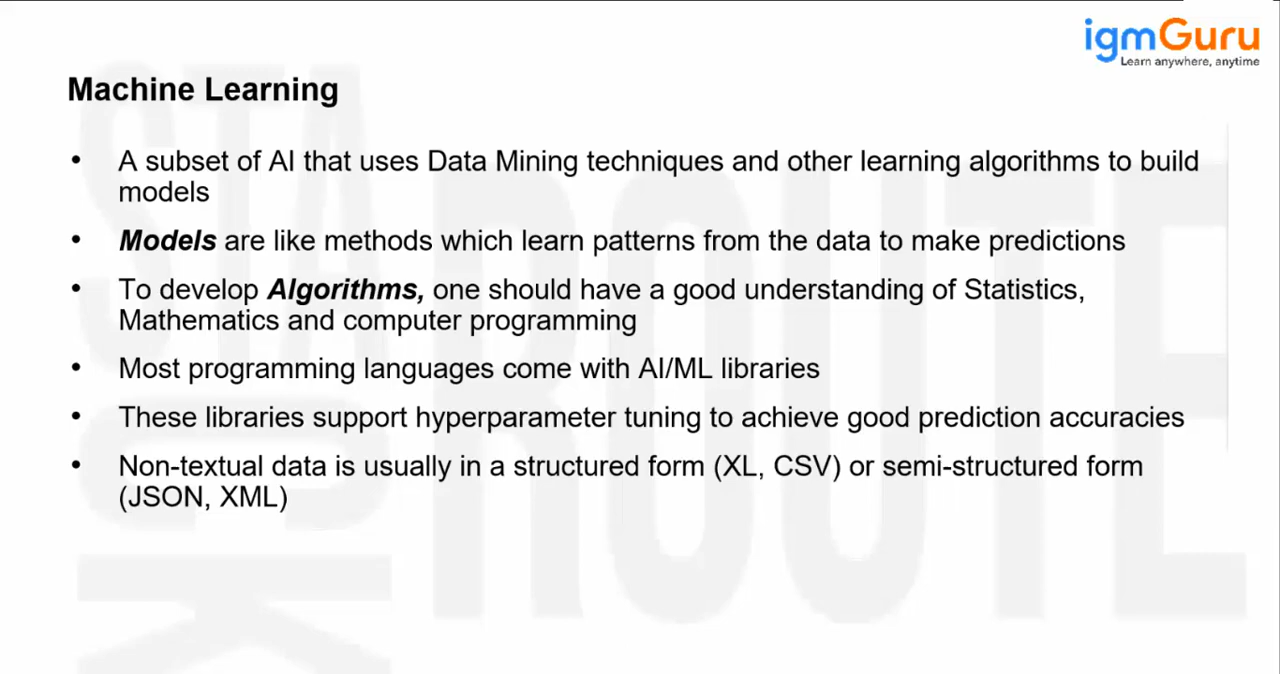 igmGuru
Learn anywhere, anytime
Machine Learning
• A subset of AI that uses Data Mining techniques and other learning algorithms to build
models
• Models are like methods which learn patterns from the data to make predictions
• To develop Algorithms, one should have a good understanding of Statistics,
Mathematics and computer programming
• Most programming languages come with AI/ML libraries
• These libraries support hyperparameter tuning to achieve good prediction accuracies
• Non-textual data is usually in a structured form (XL, CSV) or semi-structured form
(JSON, XML)
STACK
ROUTE